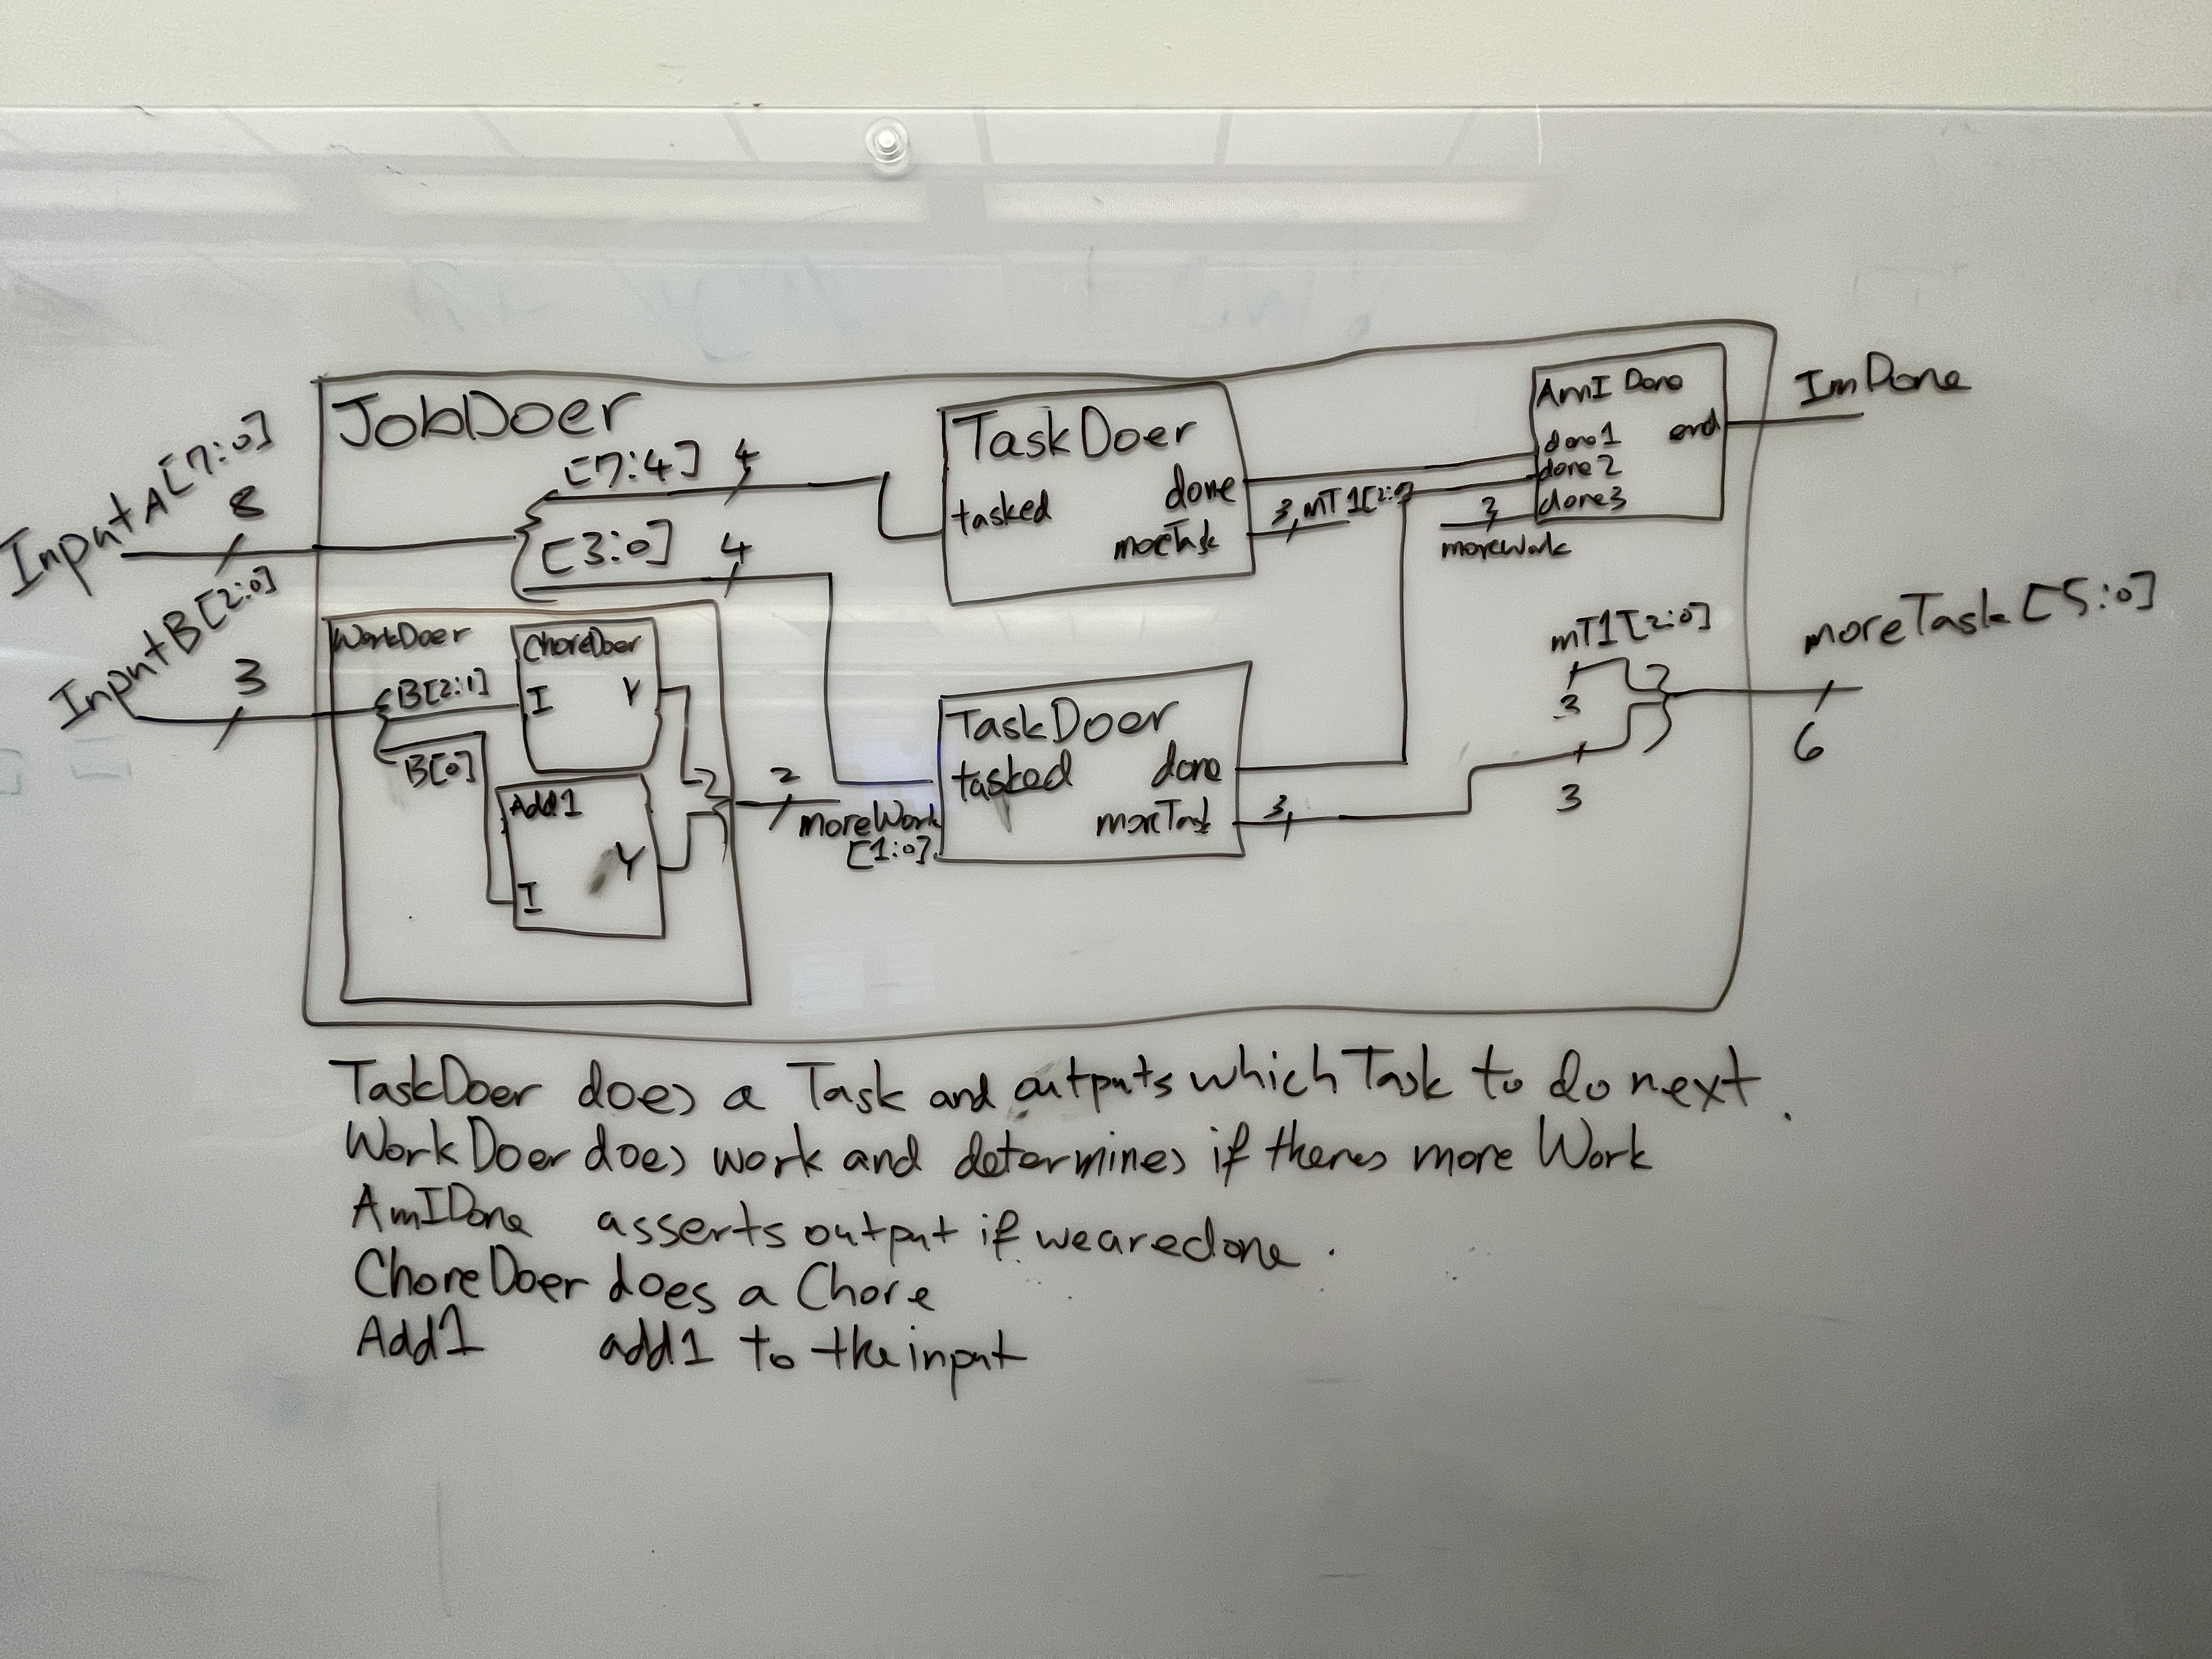 JobDoer
InputA[7:0]
8
[7:4] 4
[3:0] 4
InputB[2:0]
3
WorkDoer
B[2:1]
B[0]
ChoreDoer
I Y
Add1
Y
I
2
moreWork
[1:0]
TaskDoer
done
tasked
moreTask
3 mT1[2:0]
TaskDoer
tasked done
moreTask
3
AmI Done
done1 end
done2
done3
moreWork
ImDone
mT1[2:0]
3
3
moreTask[5:0]
6
TaskDoer does a Task and outputs which Task to do next.
WorkDoer does work and determines if theres more Work
AmIDone asserts output if we are done.
ChoreDoer does a Chore
Add1 add1 to the input